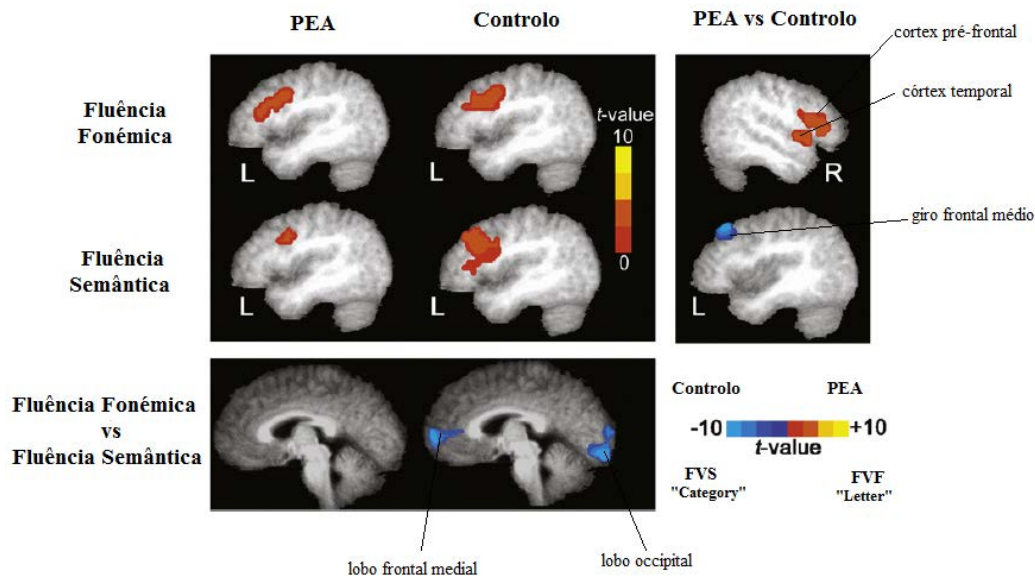 PEA
Controlo
PEA vs Controlo
cortex pré-frontal
córtex temporal
Fluência
Fonémica
t-value
10
0
L
L
R
giro frontal médio
Fluência
Semântica
L
L
L
Fluência Fonémica
vs
Fluência Semântica
Controlo PEA
-10 +10
t-value
FVS FVF
"Category" "Letter"
lobo frontal medial
lobo occipital